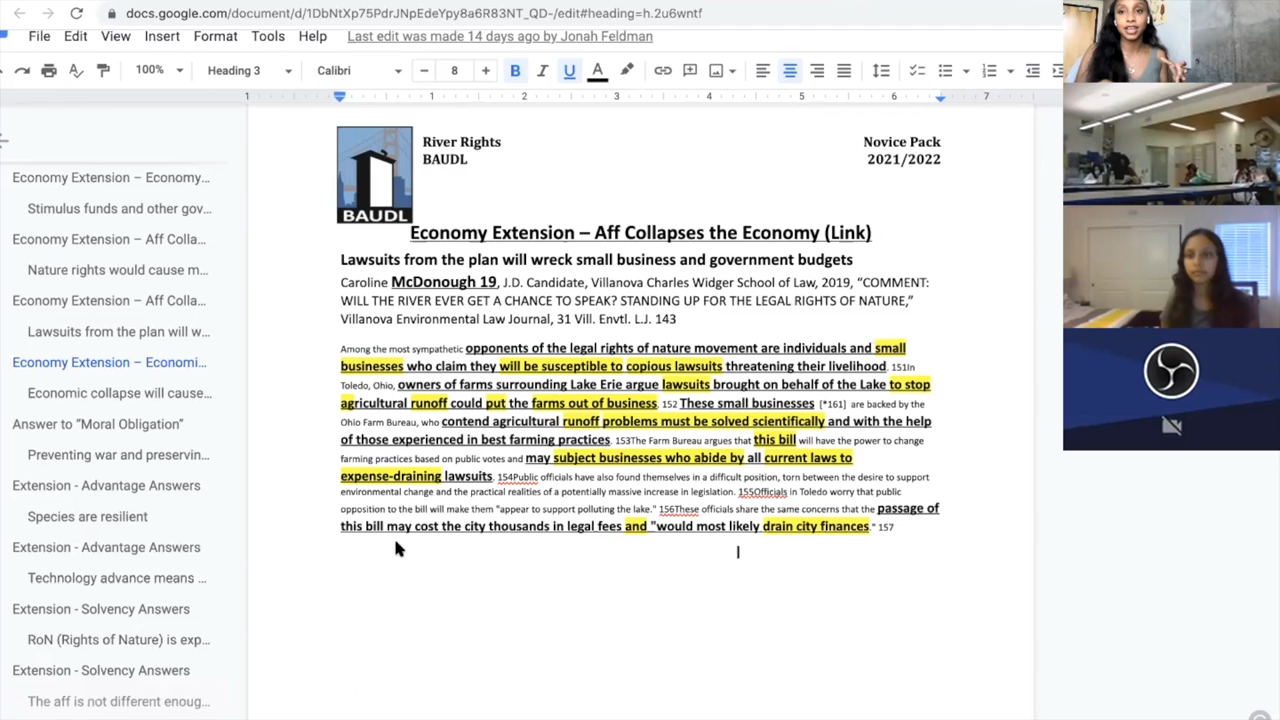 docs.google.com/document/d/1DbNtXp75PdrJNpEdeYpy8a6R83NT_QD-/edit#heading=h.2u6wntf
File Edit View Insert Format Tools Help Last edit was made 14 days ago by Jonah Feldman
100% Heading 3 Calibri − 8 + B I U A
1 1 2 3 4 5 6 7
River Rights
BAUDL
Novice Pack
2021/2022
BAUDL
Economy Extension – Aff Collapses the Economy (Link)
Lawsuits from the plan will wreck small business and government budgets
Caroline McDonough 19, J.D. Candidate, Villanova Charles Widger School of Law, 2019, “COMMENT:
WILL THE RIVER EVER GET A CHANCE TO SPEAK? STANDING UP FOR THE LEGAL RIGHTS OF NATURE,”
Villanova Environmental Law Journal, 31 Vill. Envtl. L.J. 143
Among the most sympathetic opponents of the legal rights of nature movement are individuals and small
businesses who claim they will be susceptible to copious lawsuits threatening their livelihood. 151In
Toledo, Ohio, owners of farms surrounding Lake Erie argue lawsuits brought on behalf of the Lake to stop
agricultural runoff could put the farms out of business. 152 These small businesses [*161] are backed by the
Ohio Farm Bureau, who contend agricultural runoff problems must be solved scientifically and with the help
of those experienced in best farming practices. 153The Farm Bureau argues that this bill will have the power to change
farming practices based on public votes and may subject businesses who abide by all current laws to
expense-draining lawsuits. 154Public officials have also found themselves in a difficult position, torn between the desire to support
environmental change and the practical realities of a potentially massive increase in legislation. 155Officials in Toledo worry that public
opposition to the bill will make them "appear to support polluting the lake." 156These officials share the same concerns that the passage of
this bill may cost the city thousands in legal fees and "would most likely drain city finances." 157
Economy Extension – Economy...
Stimulus funds and other gov...
Economy Extension – Aff Colla...
Nature rights would cause m...
Economy Extension – Aff Colla...
Lawsuits from the plan will w...
Economy Extension – Economi...
Economic collapse will cause...
Answer to “Moral Obligation”
Preventing war and preservin...
Extension - Advantage Answers
Species are resilient
Extension - Advantage Answers
Technology advance means ...
Extension - Solvency Answers
RoN (Rights of Nature) is exp...
Extension - Solvency Answers
The aff is not different enoug...